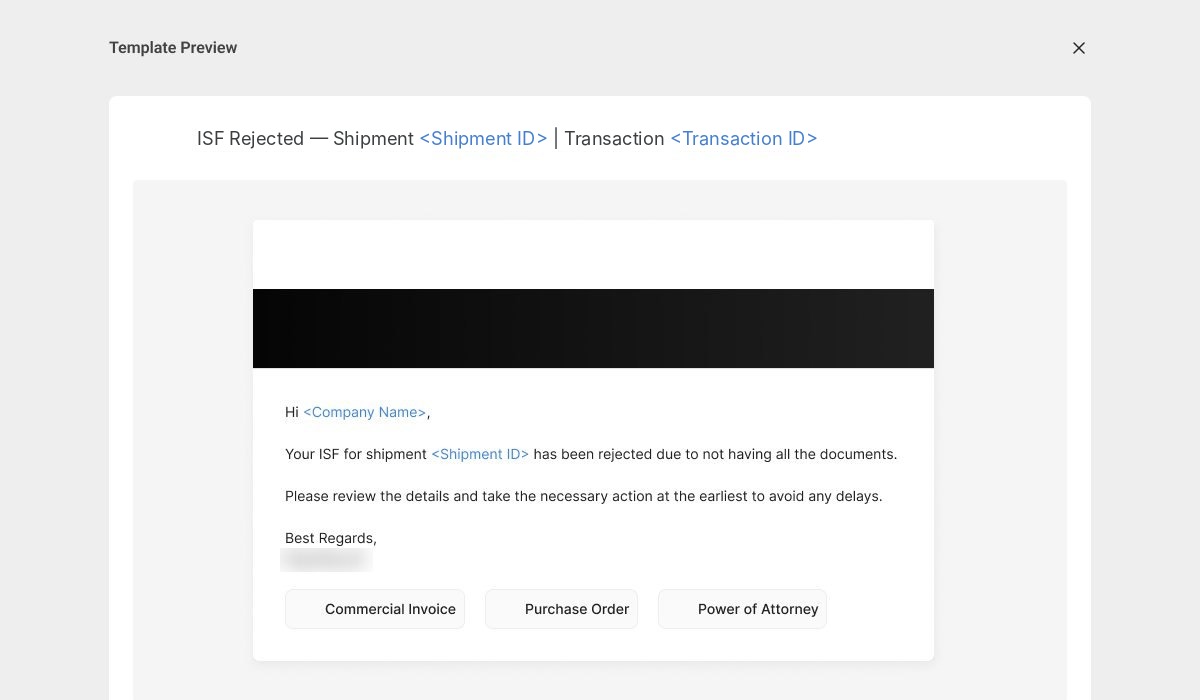 Template Preview
ISF Rejected — Shipment <Shipment ID> | Transaction <Transaction ID>
Hi <Company Name>,
Your ISF for shipment <Shipment ID> has been rejected due to not having all the documents.
Please review the details and take the necessary action at the earliest to avoid any delays.
Best Regards,
Commercial Invoice
Purchase Order
Power of Attorney